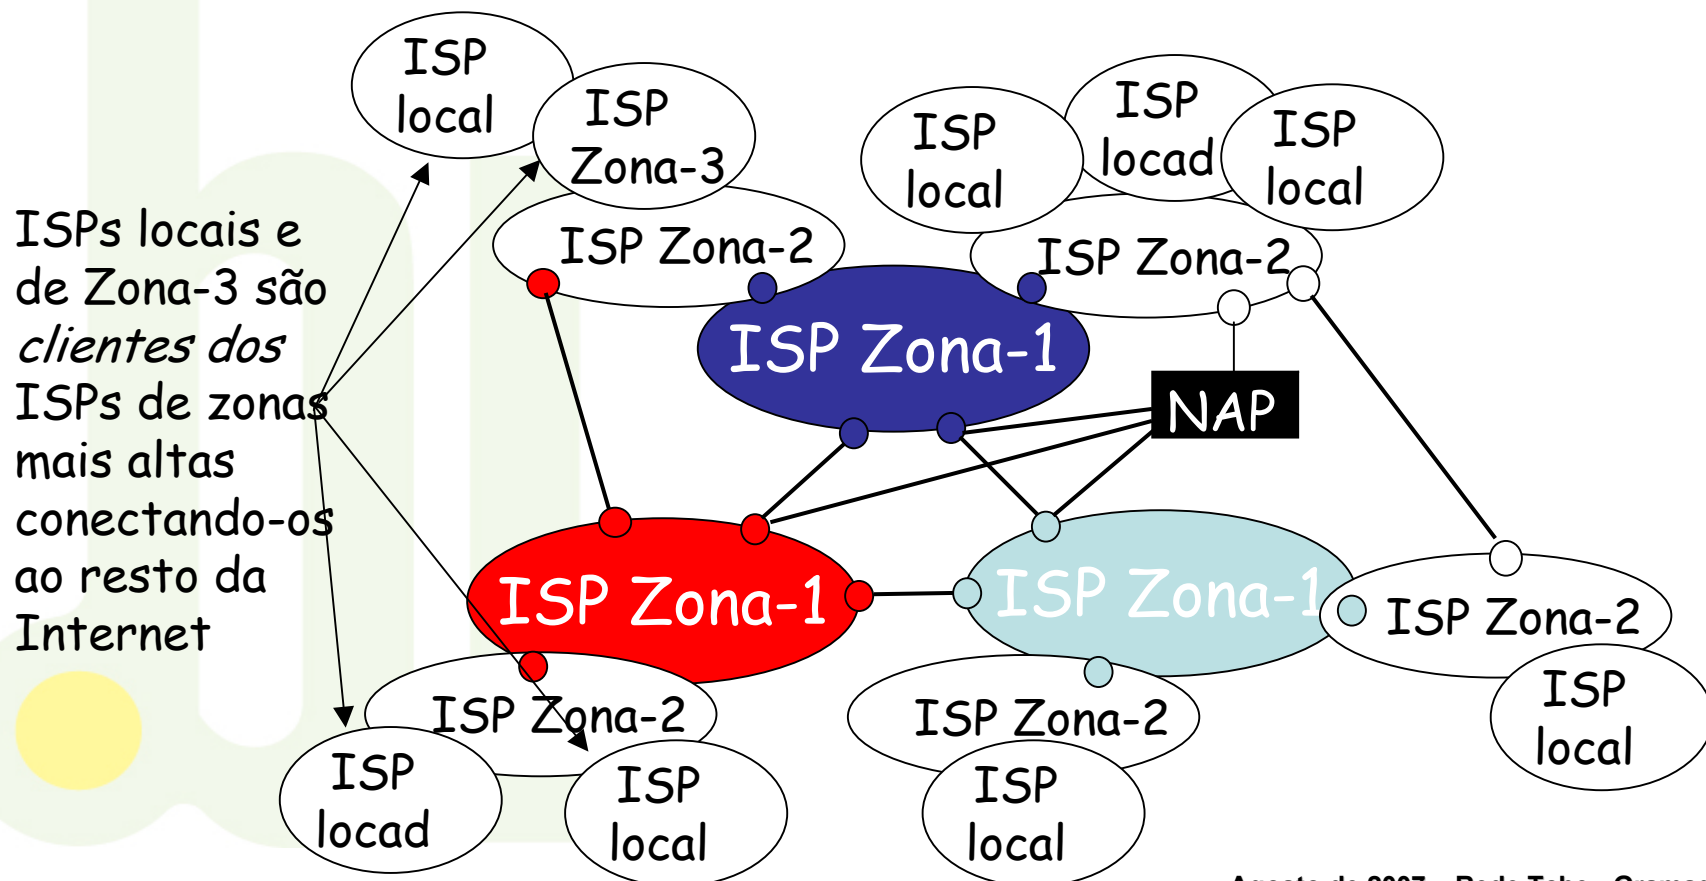 ISP
local
ISP
Zona-3
ISP
local
ISP
locad
ISP
local
ISPs locais e
de Zona-3 são
clientes dos
ISPs de zonas
mais altas
conectando-os
ao resto da
Internet
ISP Zona-2
ISP Zona-2
ISP Zona-1
NAP
ISP Zona-1
ISP Zona-1
ISP Zona-2
ISP Zona-2
ISP Zona-2
ISP
local
ISP
locad
ISP
local
ISP
local